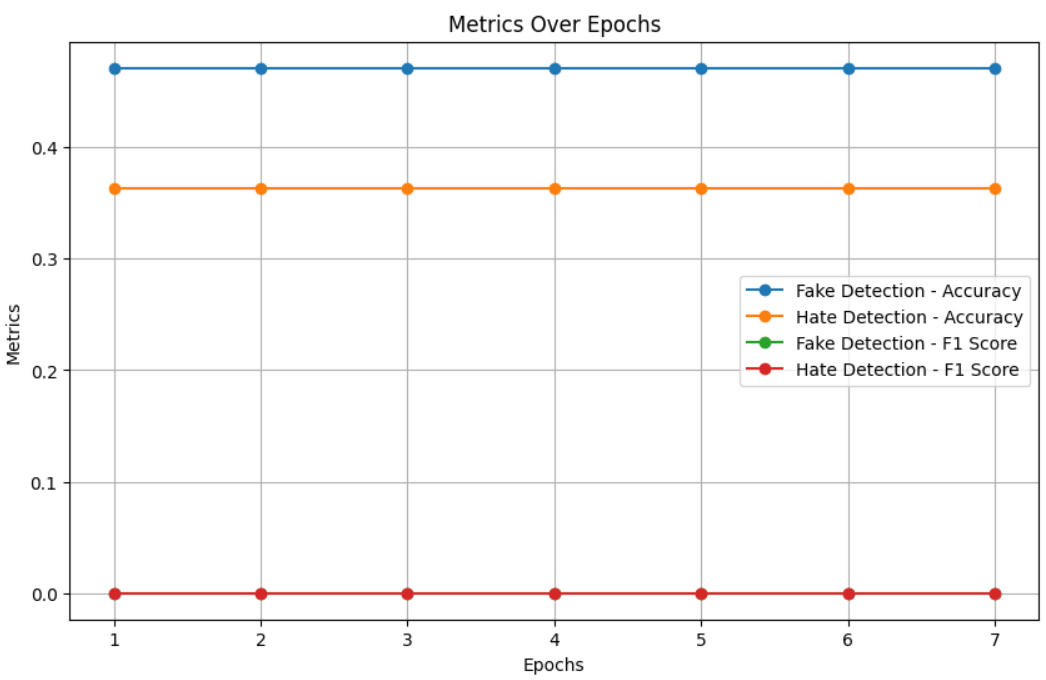 Metrics Over Epochs
Metrics
0.4
0.3
0.2
0.1
0.0
Fake Detection - Accuracy
Hate Detection - Accuracy
Fake Detection - F1 Score
Hate Detection - F1 Score
1 2 3 4 5 6 7
Epochs